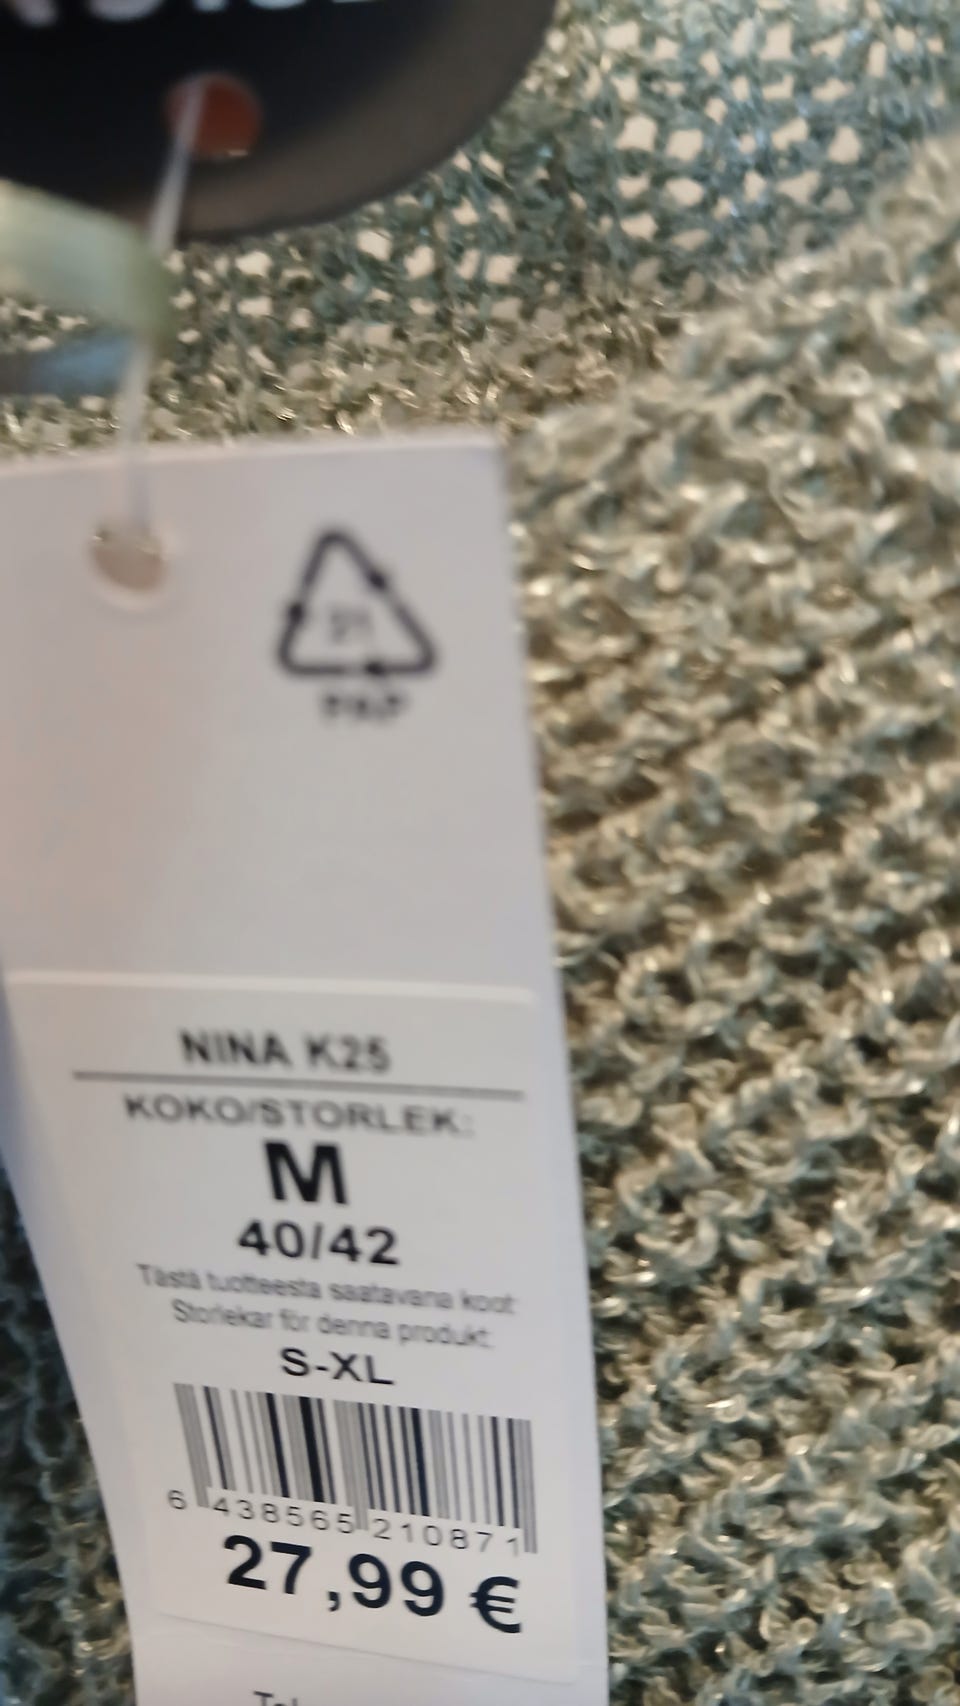 21
PAP
NINA K25
KOKO/STORLEK:
M
40/42
Tästä tuotteesta saatavana koot:
Storlekar för denna produkt:
S-XL
6 438565 210871
27,99 €